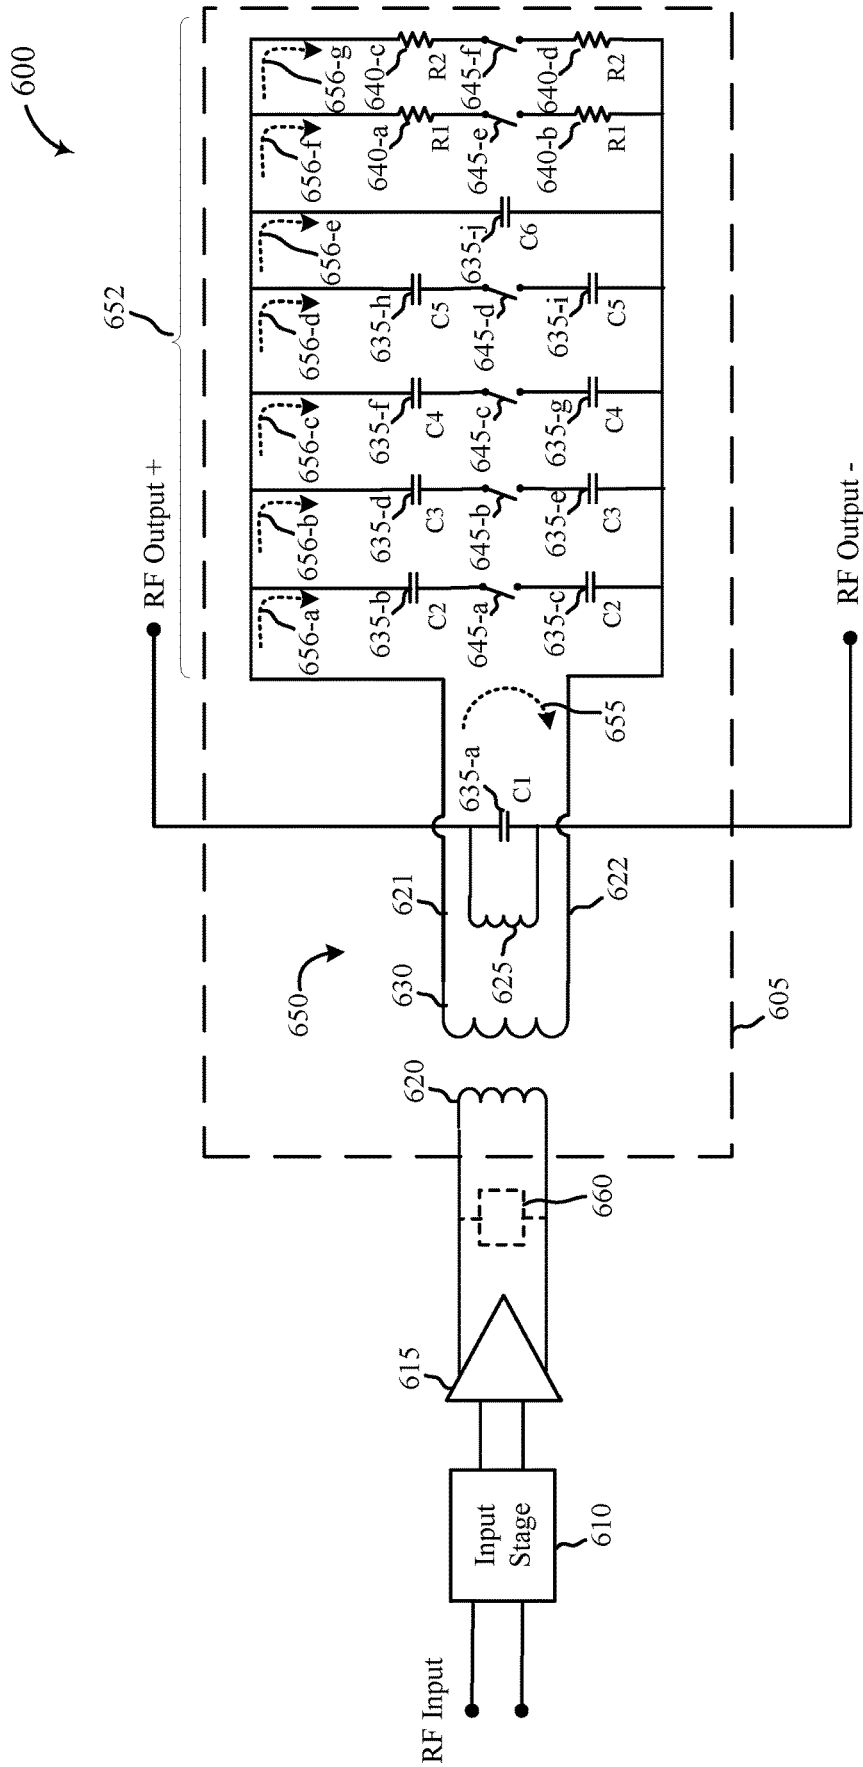 600
652
656-g
640-c
R2
645-f
640-d
R2
656-f
640-a
R1
645-e
640-b
R1
656-e
635-j
C6
656-d
635-h
C5
645-d
635-i
C5
656-c
635-f
C4
645-c
635-g
C4
656-b
635-d
C3
645-b
635-e
C3
656-a
635-b
C2
645-a
635-c
C2
RF Output +
RF Output -
655
635-a
C1
621
622
625
630
650
605
620
660
615
Input
Stage
610
RF Input